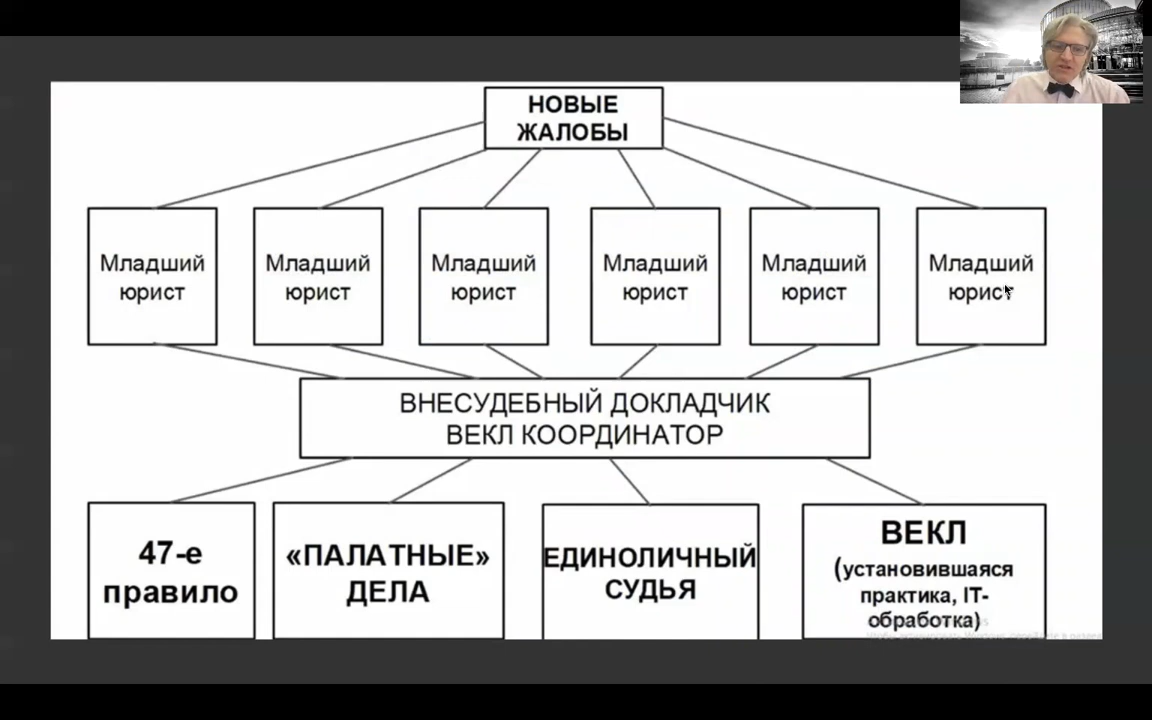 НОВЫЕ
ЖАЛОБЫ
Младший
юрист
Младший
юрист
Младший
юрист
Младший
юрист
Младший
юрист
Младший
юрист
ВНЕСУДЕБНЫЙ ДОКЛАДЧИК
ВЕКЛ КООРДИНАТОР
47-е
правило
«ПАЛАТНЫЕ»
ДЕЛА
ЕДИНОЛИЧНЫЙ
СУДЬЯ
ВЕКЛ
(установившаяся
практика, IT-
обработка)